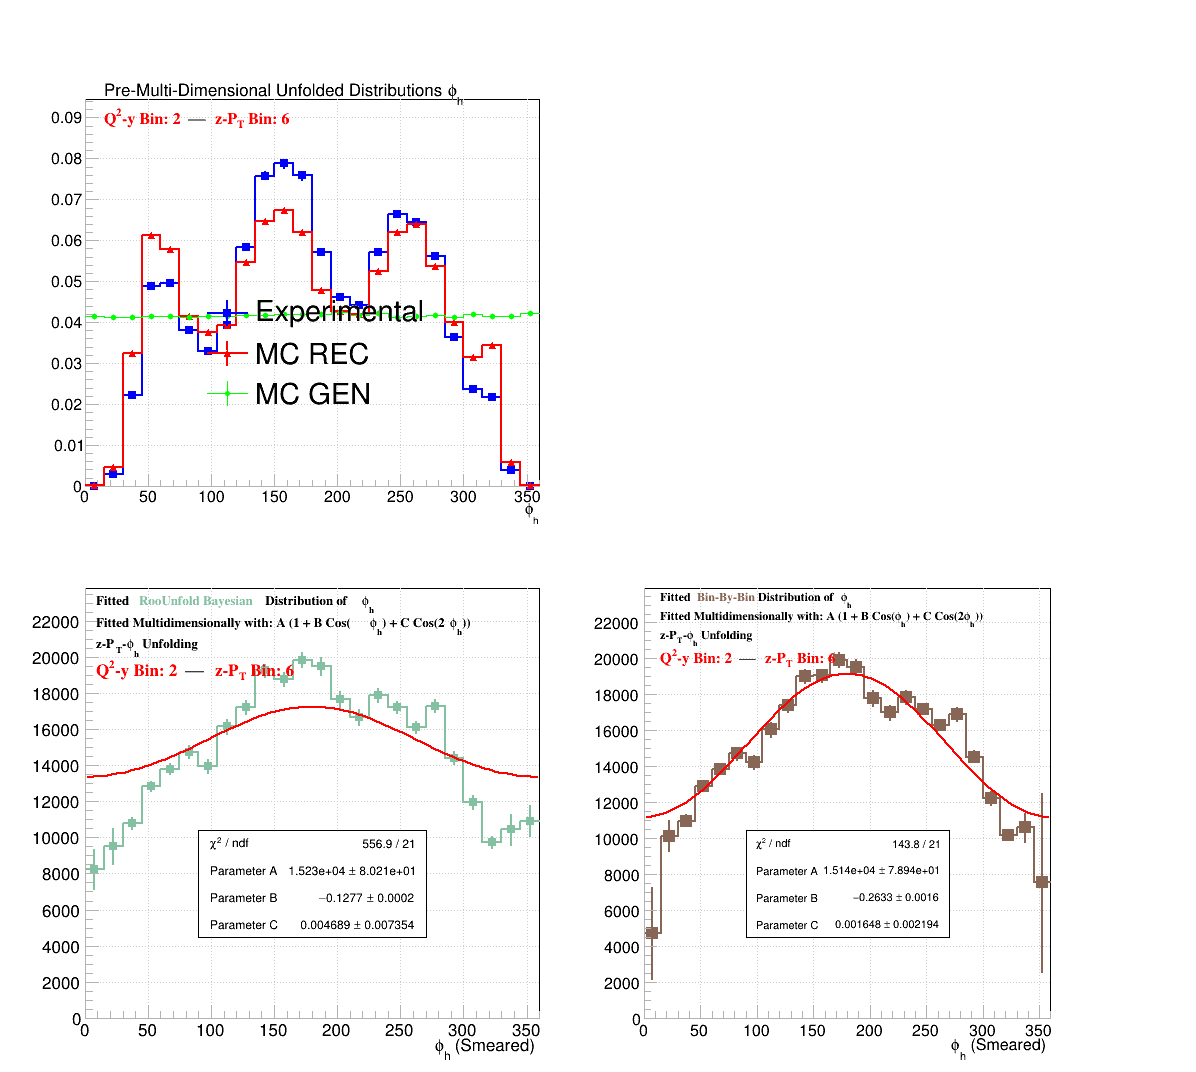 Pre-Multi-Dimensional Unfolded Distributions ϕh
Q²-y Bin: 2 — z-PT Bin: 6
0.09
0.08
0.07
0.06
0.05
0.04
0.03
0.02
0.01
0
Experimental
MC REC
MC GEN
0 50 100 150 200 250 300 350
ϕh
Fitted RooUnfold Bayesian Distribution of ϕh
Fitted Multidimensionally with: A (1 + B Cos( ϕh) + C Cos(2 ϕh))
z-PT-ϕh Unfolding
Q²-y Bin: 2 — z-PT Bin: 6
22000
20000
18000
16000
14000
12000
10000
8000
6000
4000
2000
0
χ² / ndf 556.9 / 21
Parameter A 1.523e+04 ± 8.021e+01
Parameter B −0.1277 ± 0.0002
Parameter C 0.004689 ± 0.007354
0 50 100 150 200 250 300 350
ϕh (Smeared)
Fitted Bin-By-Bin Distribution of ϕh
Fitted Multidimensionally with: A (1 + B Cos(ϕh) + C Cos(2ϕh))
z-PT-ϕh Unfolding
Q²-y Bin: 2 — z-PT Bin: 6
22000
20000
18000
16000
14000
12000
10000
8000
6000
4000
2000
0
χ² / ndf 143.8 / 21
Parameter A 1.514e+04 ± 7.894e+01
Parameter B −0.2633 ± 0.0016
Parameter C 0.001648 ± 0.002194
0 50 100 150 200 250 300 350
ϕh (Smeared)